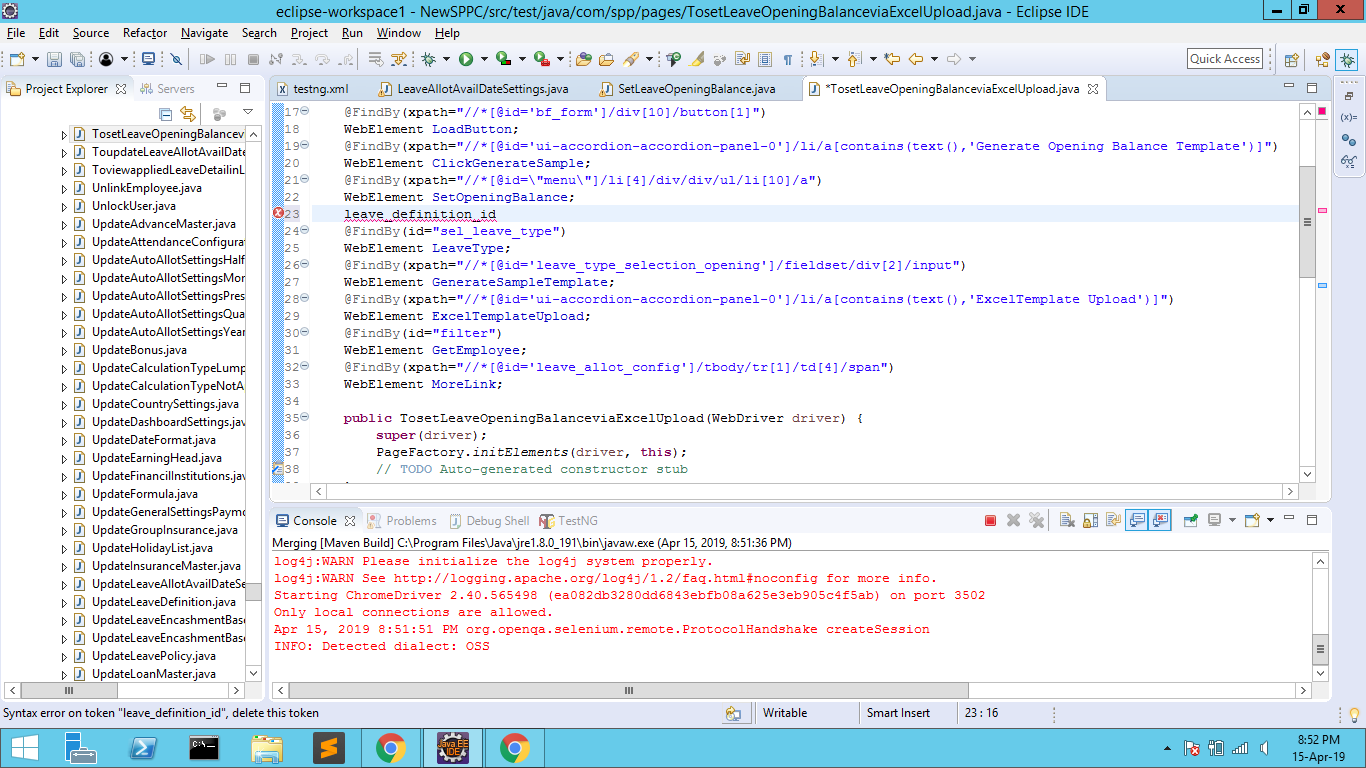 eclipse-workspace1 - NewSPPC/src/test/java/com/spp/pages/TosetLeaveOpeningBalanceviaExcelUpload.java - Eclipse IDE
File Edit Source Refactor Navigate Search Project Run Window Help
Quick Access
Project Explorer Servers
testng.xml LeaveAllotAvailDateSettings.java SetLeaveOpeningBalance.java *TosetLeaveOpeningBalanceviaExcelUpload.java
TosetLeaveOpeningBalancev
ToupdateLeaveAllotAvailDate
ToviewappliedLeaveDetailinL
UnlinkEmployee.java
UnlockUser.java
UpdateAdvanceMaster.java
UpdateAttendanceConfigurat
UpdateAutoAllotSettingsHalf
UpdateAutoAllotSettingsMon
UpdateAutoAllotSettingsPres
UpdateAutoAllotSettingsQua
UpdateAutoAllotSettingsYear
UpdateBonus.java
UpdateCalculationTypeLump
UpdateCalculationTypeNotA
UpdateCountrySettings.java
UpdateDashboardSettings.jav
UpdateDateFormat.java
UpdateEarningHead.java
UpdateFinancilInstitutions.java
UpdateFormula.java
UpdateGeneralSettingsPaymo
UpdateGroupInsurance.java
UpdateHolidayList.java
UpdateInsuranceMaster.java
UpdateLeaveAllotAvailDateSe
UpdateLeaveDefinition.java
UpdateLeaveEncashmentBase
UpdateLeaveEncashmentBase
UpdateLeavePolicy.java
UpdateLoanMaster.java
17 @FindBy(xpath="//*[@id='bf_form']/div[10]/button[1]")
18 WebElement LoadButton;
19 @FindBy(xpath="//*[@id='ui-accordion-accordion-panel-0']/li/a[contains(text(),'Generate Opening Balance Template')]")
20 WebElement ClickGenerateSample;
21 @FindBy(xpath="//*[@id=\"menu\"]/li[4]/div/div/ul/li[10]/a")
22 WebElement SetOpeningBalance;
23 leave_definition_id
24 @FindBy(id="sel_leave_type")
25 WebElement LeaveType;
26 @FindBy(xpath="//*[@id='leave_type_selection_opening']/fieldset/div[2]/input")
27 WebElement GenerateSampleTemplate;
28 @FindBy(xpath="//*[@id='ui-accordion-accordion-panel-0']/li/a[contains(text(),'ExcelTemplate Upload')]")
29 WebElement ExcelTemplateUpload;
30 @FindBy(id="filter")
31 WebElement GetEmployee;
32 @FindBy(xpath="//*[@id='leave_allot_config']/tbody/tr[1]/td[4]/span")
33 WebElement MoreLink;
34
35 public TosetLeaveOpeningBalanceviaExcelUpload(WebDriver driver) {
36 super(driver);
37 PageFactory.initElements(driver, this);
38 // TODO Auto-generated constructor stub
Console Problems Debug Shell TestNG
Merging [Maven Build] C:\Program Files\Java\jre1.8.0_191\bin\javaw.exe (Apr 15, 2019, 8:51:36 PM)
log4j:WARN Please initialize the log4j system properly.
log4j:WARN See http://logging.apache.org/log4j/1.2/faq.html#noconfig for more info.
Starting ChromeDriver 2.40.565498 (ea082db3280dd6843ebfb08a625e3eb905c4f5ab) on port 3502
Only local connections are allowed.
Apr 15, 2019 8:51:51 PM org.openqa.selenium.remote.ProtocolHandshake createSession
INFO: Detected dialect: OSS
Syntax error on token "leave_definition_id", delete this token Writable Smart Insert 23 : 16
8:52 PM
15-Apr-19